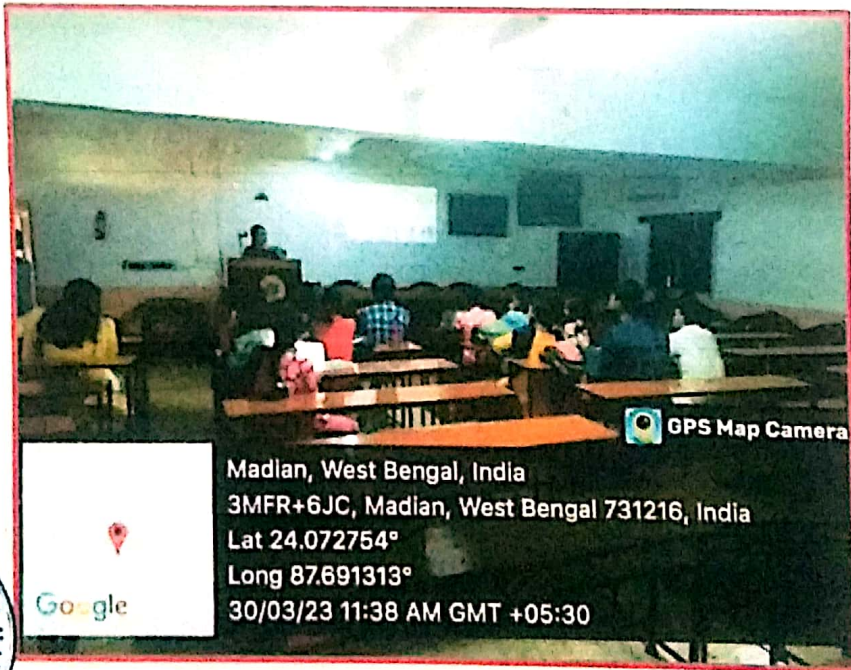 GPS Map Camera
Madian, West Bengal, India
3MFR+6JC, Madian, West Bengal 731216, India
Lat 24.072754°
Long 87.691313°
30/03/23 11:38 AM GMT +05:30
Google